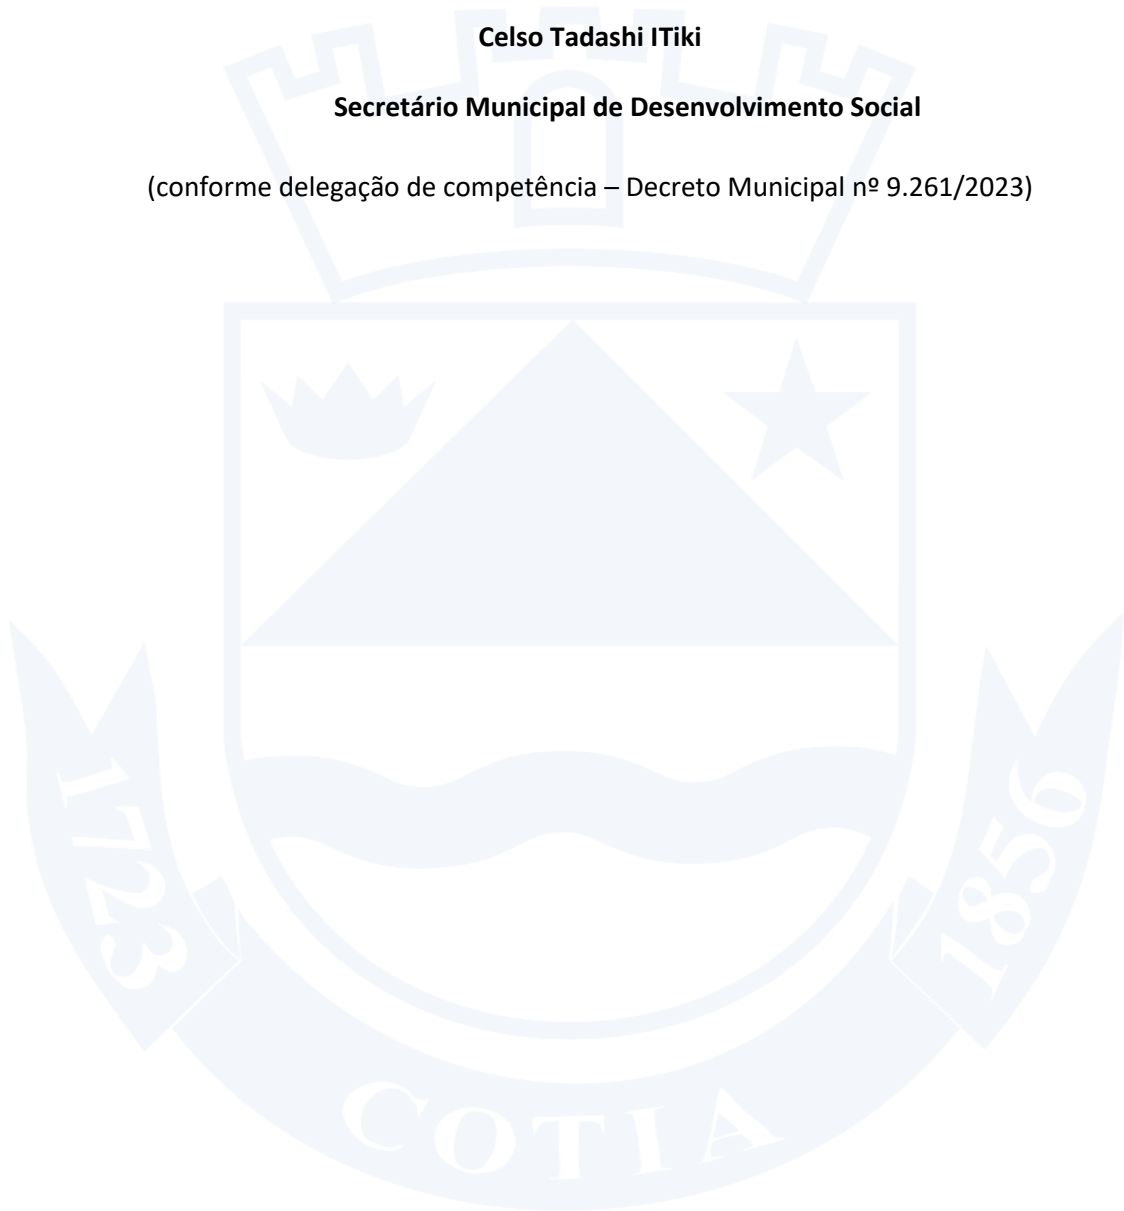 Celso Tadashi ITiki
Secretário Municipal de Desenvolvimento Social
(conforme delegação de competência – Decreto Municipal nº 9.261/2023)
1723
1856
COTIA